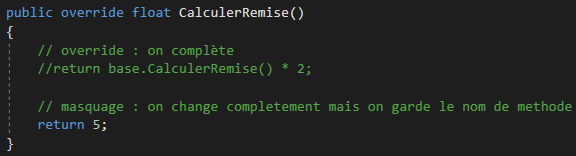 public override float CalculerRemise()
{
// override : on complète
//return base.CalculerRemise() * 2;
// masquage : on change completement mais on garde le nom de methode
return 5;
}